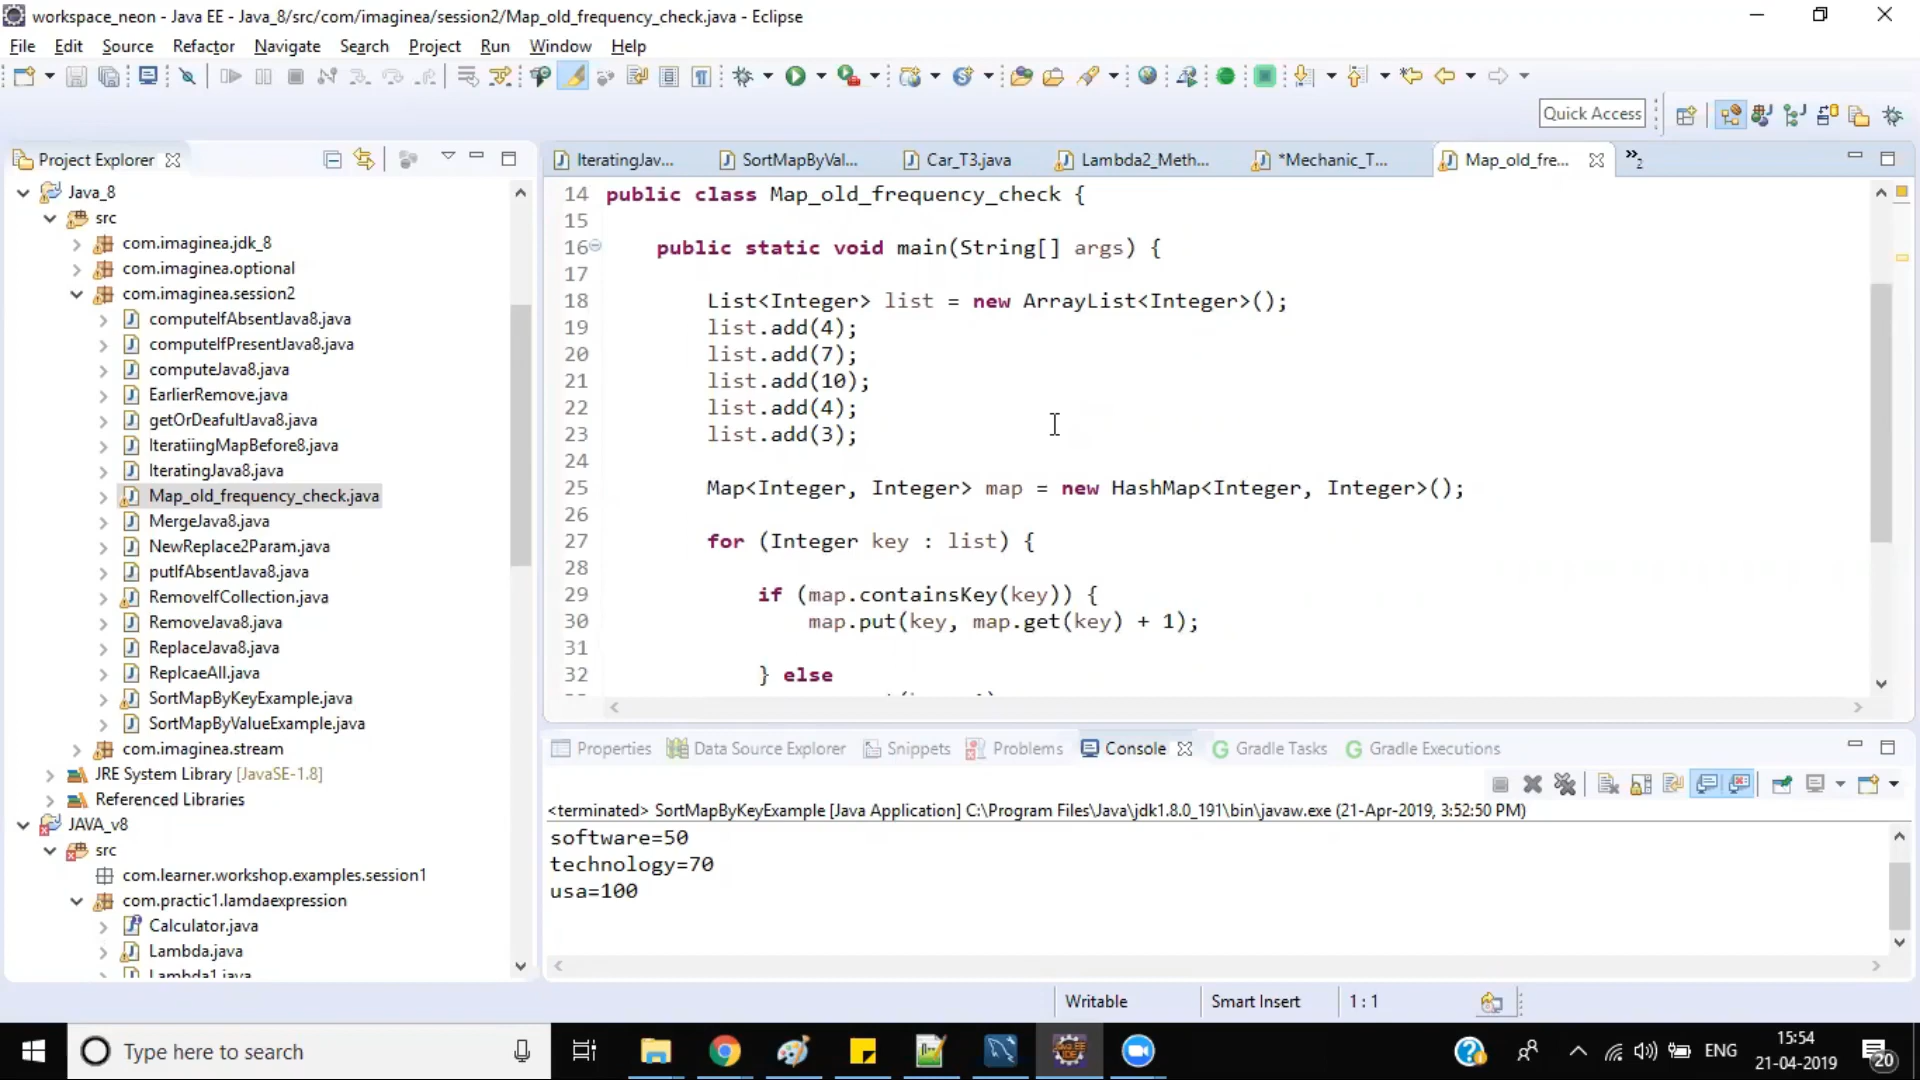 workspace_neon - Java EE - Java_8/src/com/imaginea/session2/Map_old_frequency_check.java - Eclipse
File Edit Source Refactor Navigate Search Project Run Window Help
Quick Access
Project Explorer
Java_8
src
com.imaginea.jdk_8
com.imaginea.optional
com.imaginea.session2
computeIfAbsentJava8.java
computeIfPresentJava8.java
computeJava8.java
EarlierRemove.java
getOrDeafultJava8.java
IteratiingMapBefore8.java
IteratingJava8.java
Map_old_frequency_check.java
MergeJava8.java
NewReplace2Param.java
putIfAbsentJava8.java
RemoveIfCollection.java
RemoveJava8.java
ReplaceJava8.java
ReplcaeAll.java
SortMapByKeyExample.java
SortMapByValueExample.java
com.imaginea.stream
JRE System Library [JavaSE-1.8]
Referenced Libraries
JAVA_v8
src
com.learner.workshop.examples.session1
com.practic1.lamdaexpression
Calculator.java
Lambda.java
Lambda1.java
IteratingJav... SortMapByVal... Car_T3.java Lambda2_Meth... *Mechanic_T... Map_old_fre... »2
14 public class Map_old_frequency_check {
15
16 public static void main(String[] args) {
17
18 List<Integer> list = new ArrayList<Integer>();
19 list.add(4);
20 list.add(7);
21 list.add(10);
22 list.add(4);
23 list.add(3);
24
25 Map<Integer, Integer> map = new HashMap<Integer, Integer>();
26
27 for (Integer key : list) {
28
29 if (map.containsKey(key)) {
30 map.put(key, map.get(key) + 1);
31
32 } else
Properties Data Source Explorer Snippets Problems Console Gradle Tasks Gradle Executions
<terminated> SortMapByKeyExample [Java Application] C:\Program Files\Java\jdk1.8.0_191\bin\javaw.exe (21-Apr-2019, 3:52:50 PM)
software=50
technology=70
usa=100
Writable Smart Insert 1 : 1
Type here to search
ENG
15:54
21-04-2019
20